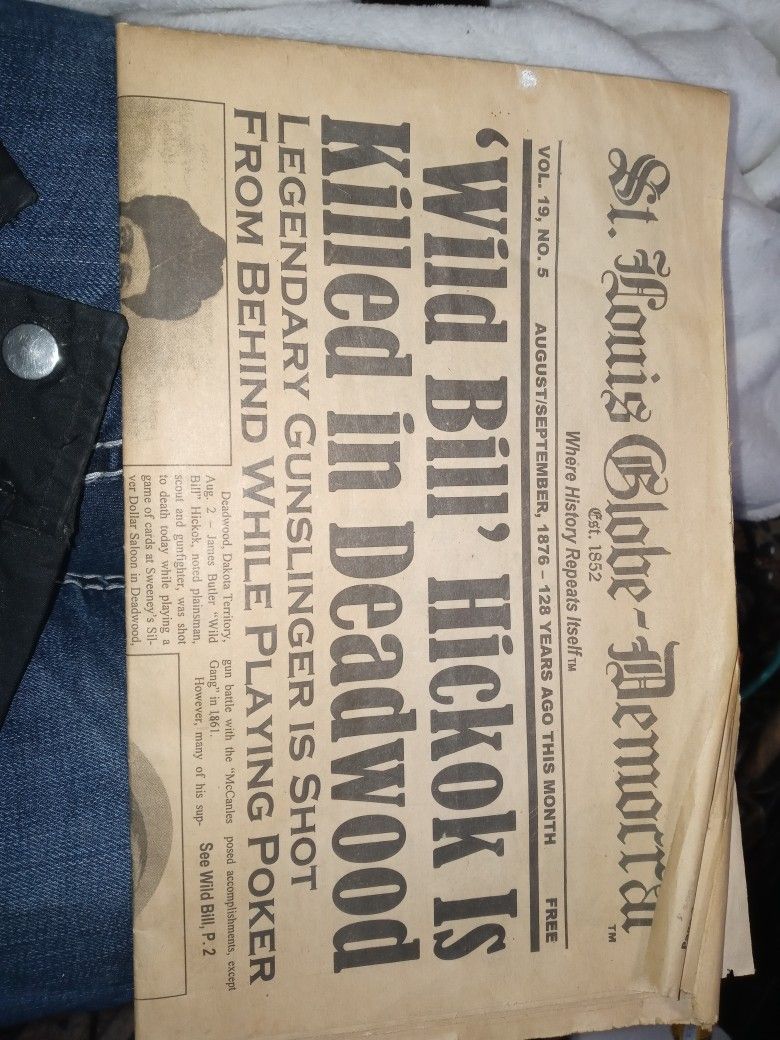 St. Louis Globe-Democrat TM
Est. 1852
Where History Repeats Itself TM
VOL. 19, NO. 5 AUGUST/SEPTEMBER, 1876 – 128 YEARS AGO THIS MONTH FREE
‘Wild Bill’ Hickok Is
Killed in Deadwood
LEGENDARY GUNSLINGER IS SHOT
FROM BEHIND WHILE PLAYING POKER
Deadwood, Dakota Territory,
Aug. 2 – James Butler “Wild
Bill” Hickok, noted plainsman,
scout and gunfighter, was shot
to death today while playing a
game of cards at Sweeney's Sil-
ver Dollar Saloon in Deadwood,
gun battle with the “McCanles
Gang” in 1861.
However, many of his sup-
posed accomplishments, except
See Wild Bill, P. 2